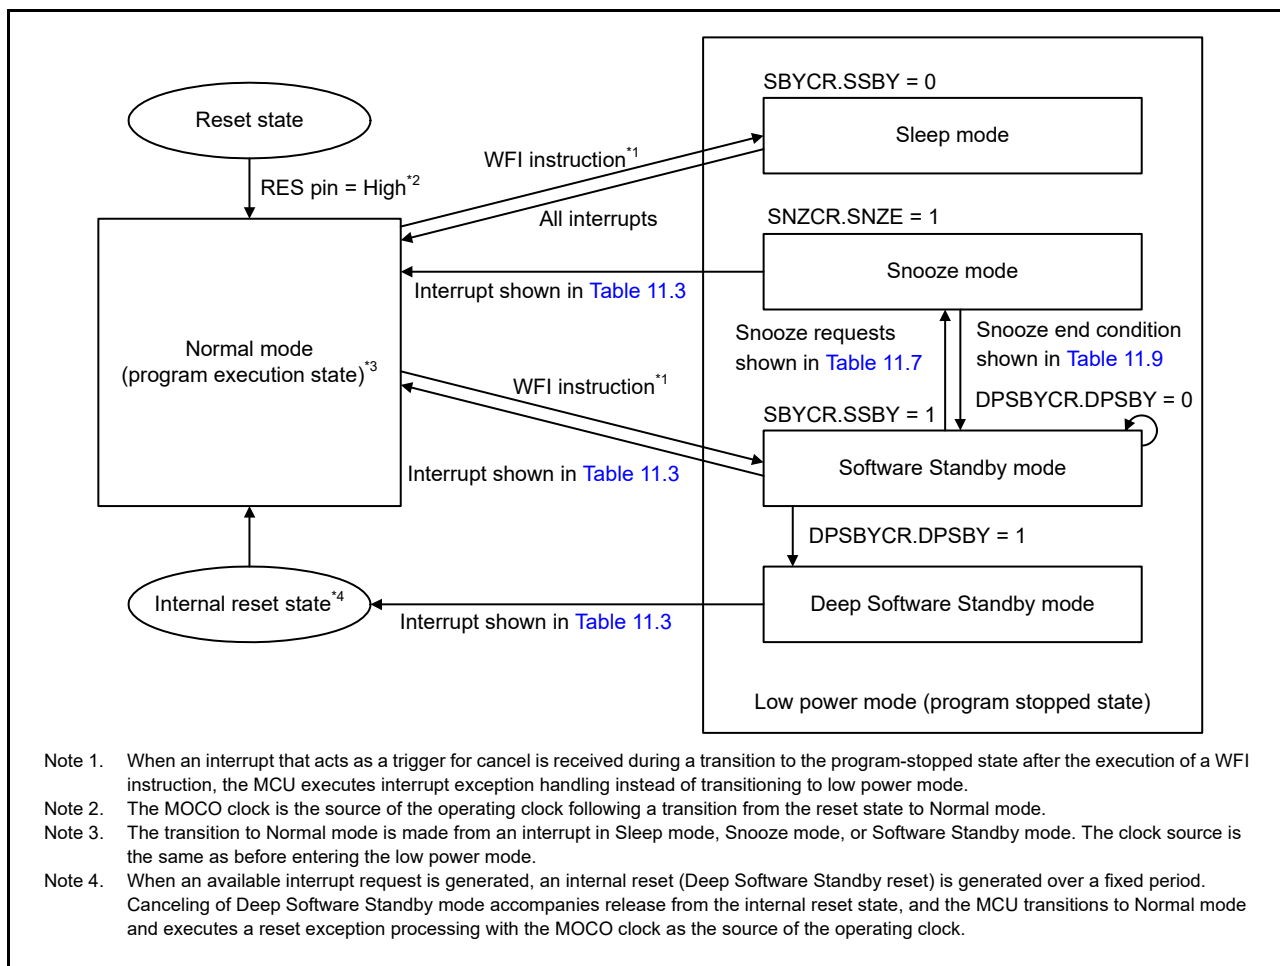 SBYCR.SSBY = 0
Reset state
Sleep mode
WFI instruction*1
RES pin = High*2
All interrupts
SNZCR.SNZE = 1
Snooze mode
Interrupt shown in Table 11.3
Snooze requests
shown in Table 11.7
Snooze end condition
shown in Table 11.9
Normal mode
(program execution state)*3
WFI instruction*1
DPSBYCR.DPSBY = 0
SBYCR.SSBY = 1
Software Standby mode
Interrupt shown in Table 11.3
DPSBYCR.DPSBY = 1
Internal reset state*4
Deep Software Standby mode
Interrupt shown in Table 11.3
Low power mode (program stopped state)
Note 1. When an interrupt that acts as a trigger for cancel is received during a transition to the program-stopped state after the execution of a WFI
instruction, the MCU executes interrupt exception handling instead of transitioning to low power mode.
Note 2. The MOCO clock is the source of the operating clock following a transition from the reset state to Normal mode.
Note 3. The transition to Normal mode is made from an interrupt in Sleep mode, Snooze mode, or Software Standby mode. The clock source is
the same as before entering the low power mode.
Note 4. When an available interrupt request is generated, an internal reset (Deep Software Standby reset) is generated over a fixed period.
Canceling of Deep Software Standby mode accompanies release from the internal reset state, and the MCU transitions to Normal mode
and executes a reset exception processing with the MOCO clock as the source of the operating clock.